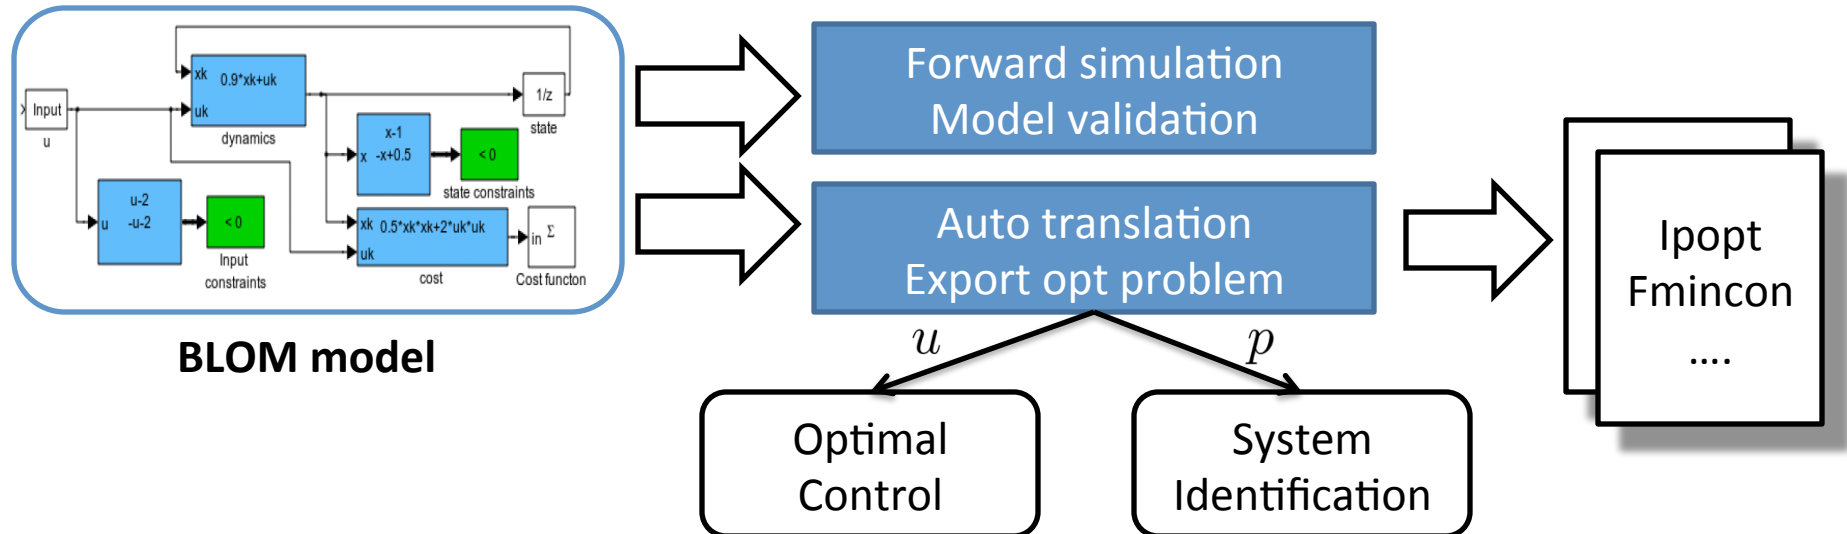 xk
0.9*xk+uk
uk
dynamics
Input
u
1/z
state
x-1
-x+0.5
x
< 0
state constraints
u-2
-u-2
u
< 0
Input
constraints
xk 0.5*xk*xk+2*uk*uk
uk
cost
in Σ
Cost functon
BLOM model
Forward simulation
Model validation
Auto translation
Export opt problem
u
p
Optimal
Control
System
Identification
Ipopt
Fmincon
....